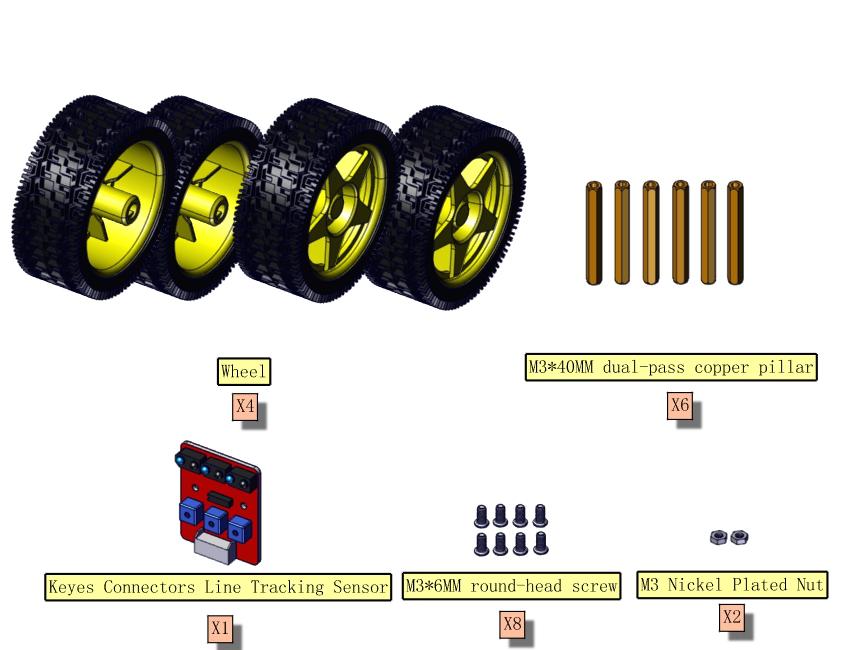 Wheel
X4
M3*40MM dual-pass copper pillar
X6
Keyes Connectors Line Tracking Sensor
X1
M3*6MM round-head screw
X8
M3 Nickel Plated Nut
X2